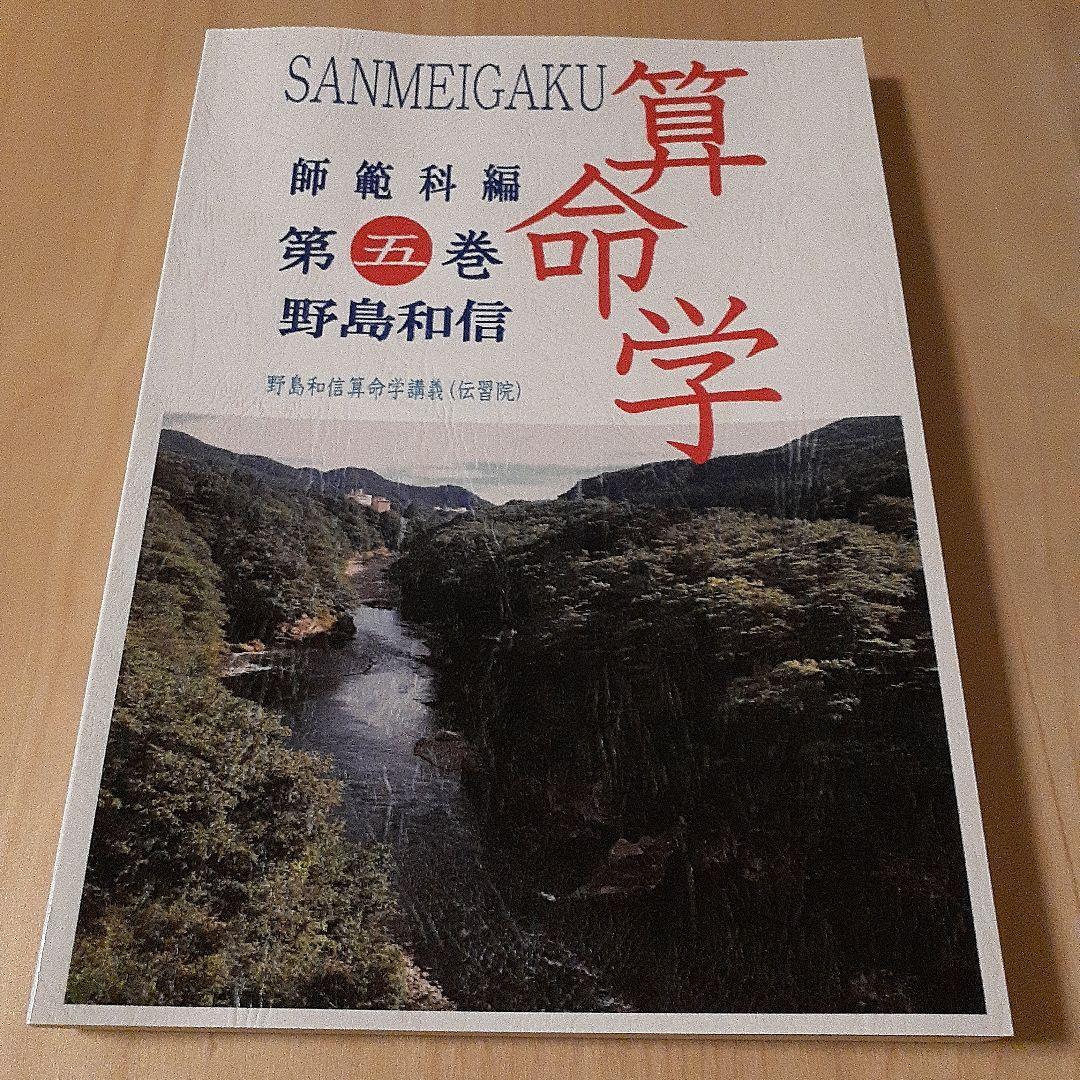 SANMEIGAKU
算命学
師範科編
第五巻
野島和信
野島和信算命学講義(伝習院)